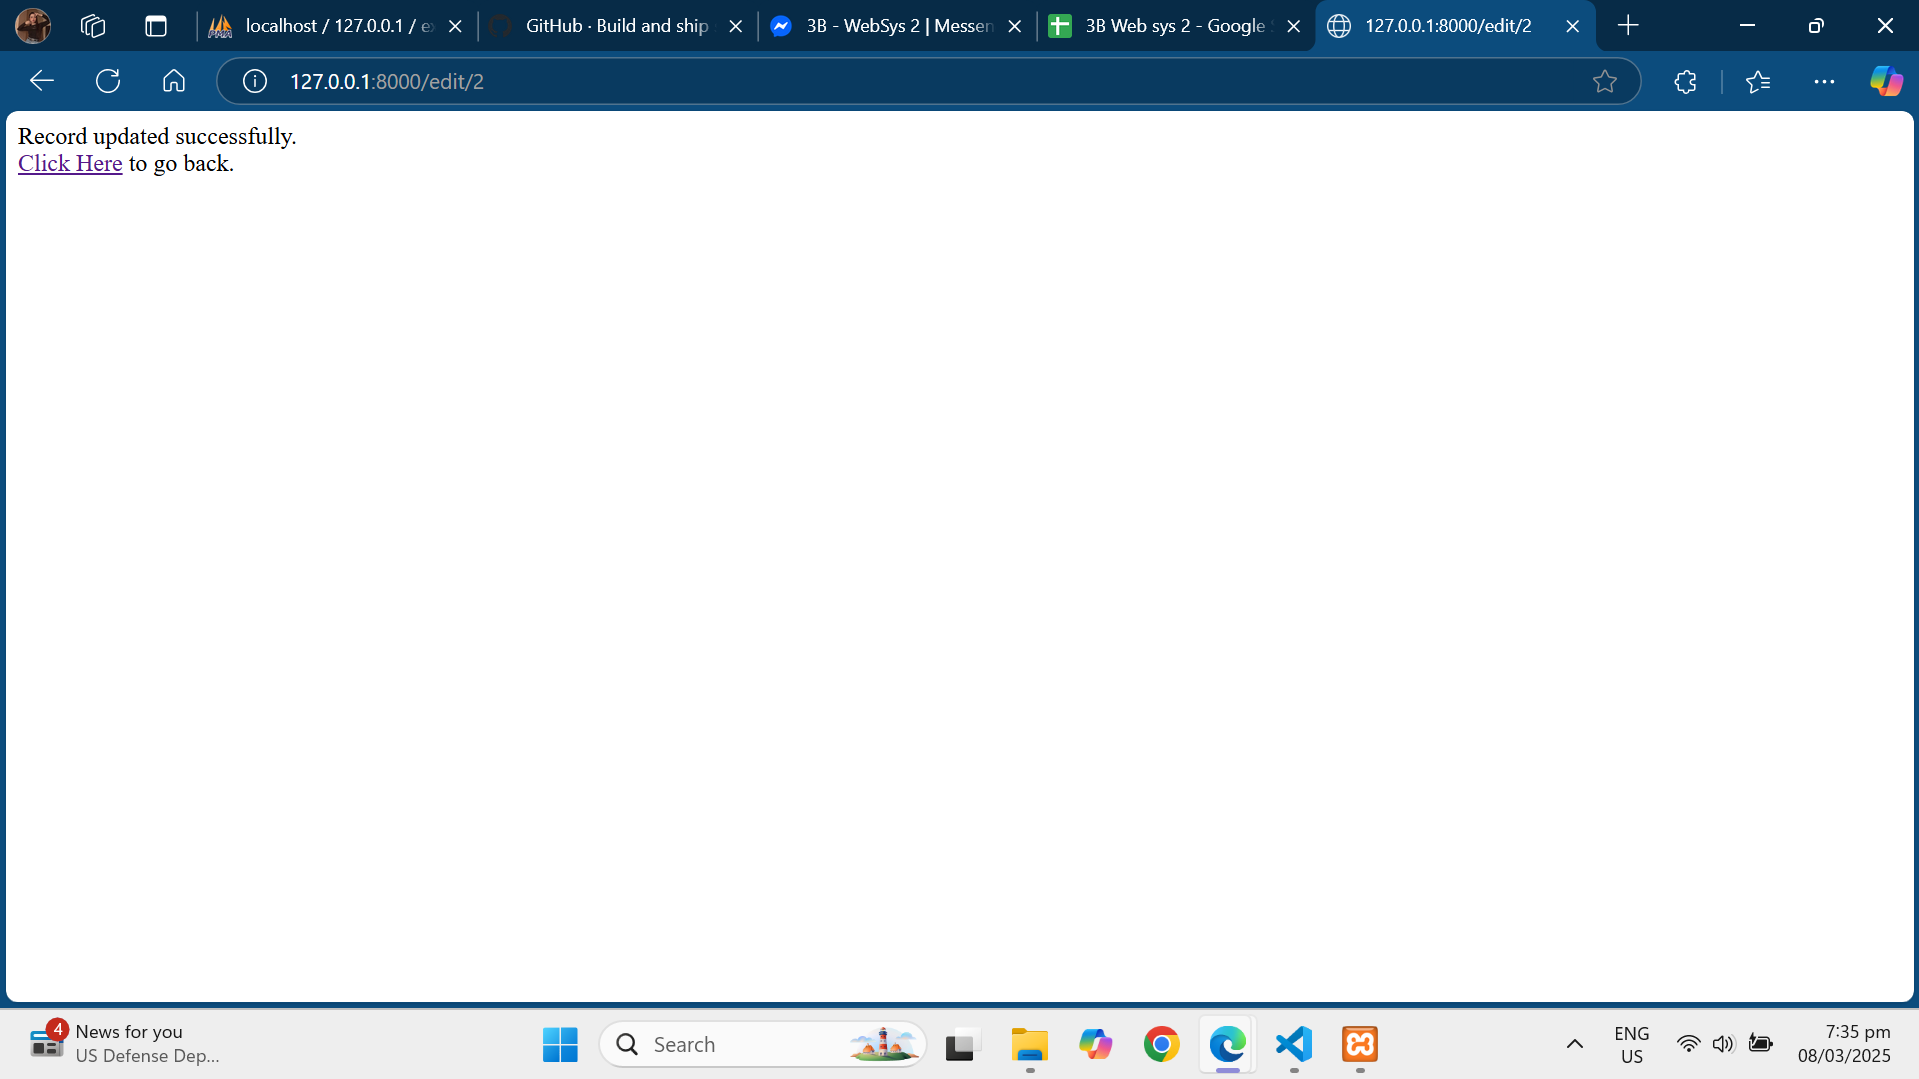 localhost / 127.0.0.1 / ex
GitHub · Build and ship
3B - WebSys 2 | Messen
3B Web sys 2 - Google
127.0.0.1:8000/edit/2
127.0.0.1:8000/edit/2
Record updated successfully.
Click Here to go back.
4
News for you
US Defense Dep...
Search
ENG
US
7:35 pm
08/03/2025